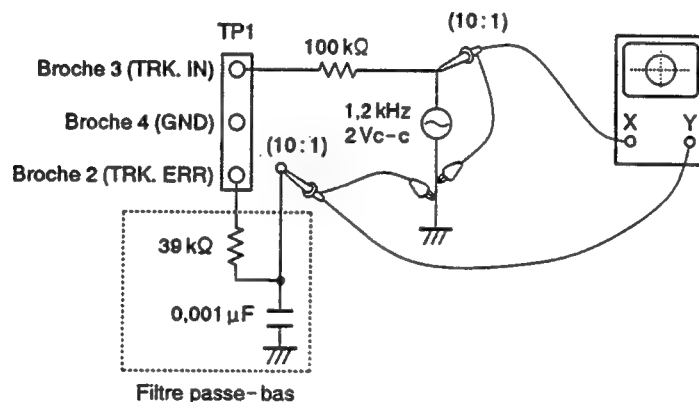 TP1
(10 : 1)
100 kΩ
Broche 3 (TRK. IN)
Broche 4 (GND)
1,2 kHz
2 Vc-c
X Y
(10 : 1)
Broche 2 (TRK. ERR)
39 kΩ
0,001 µF
Filtre passe-bas